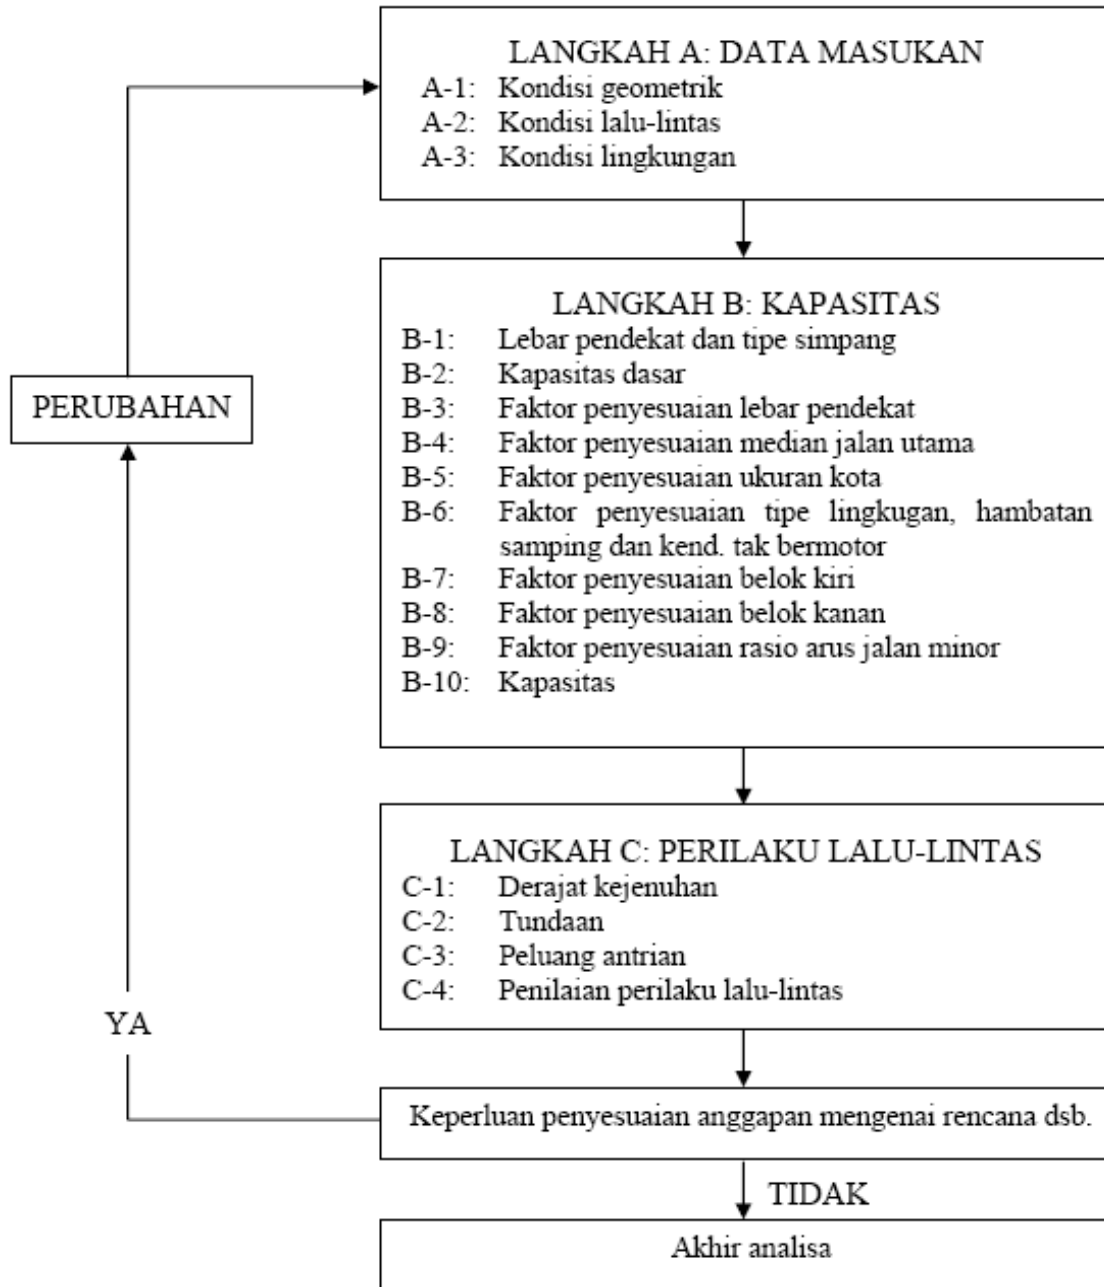 LANGKAH A: DATA MASUKAN
A-1: Kondisi geometrik
A-2: Kondisi lalu-lintas
A-3: Kondisi lingkungan
LANGKAH B: KAPASITAS
B-1: Lebar pendekat dan tipe simpang
B-2: Kapasitas dasar
B-3: Faktor penyesuaian lebar pendekat
B-4: Faktor penyesuaian median jalan utama
B-5: Faktor penyesuaian ukuran kota
B-6: Faktor penyesuaian tipe lingkugan, hambatan
samping dan kend. tak bermotor
B-7: Faktor penyesuaian belok kiri
B-8: Faktor penyesuaian belok kanan
B-9: Faktor penyesuaian rasio arus jalan minor
B-10: Kapasitas
PERUBAHAN
LANGKAH C: PERILAKU LALU-LINTAS
C-1: Derajat kejenuhan
C-2: Tundaan
C-3: Peluang antrian
C-4: Penilaian perilaku lalu-lintas
YA
Keperluan penyesuaian anggapan mengenai rencana dsb.
TIDAK
Akhir analisa